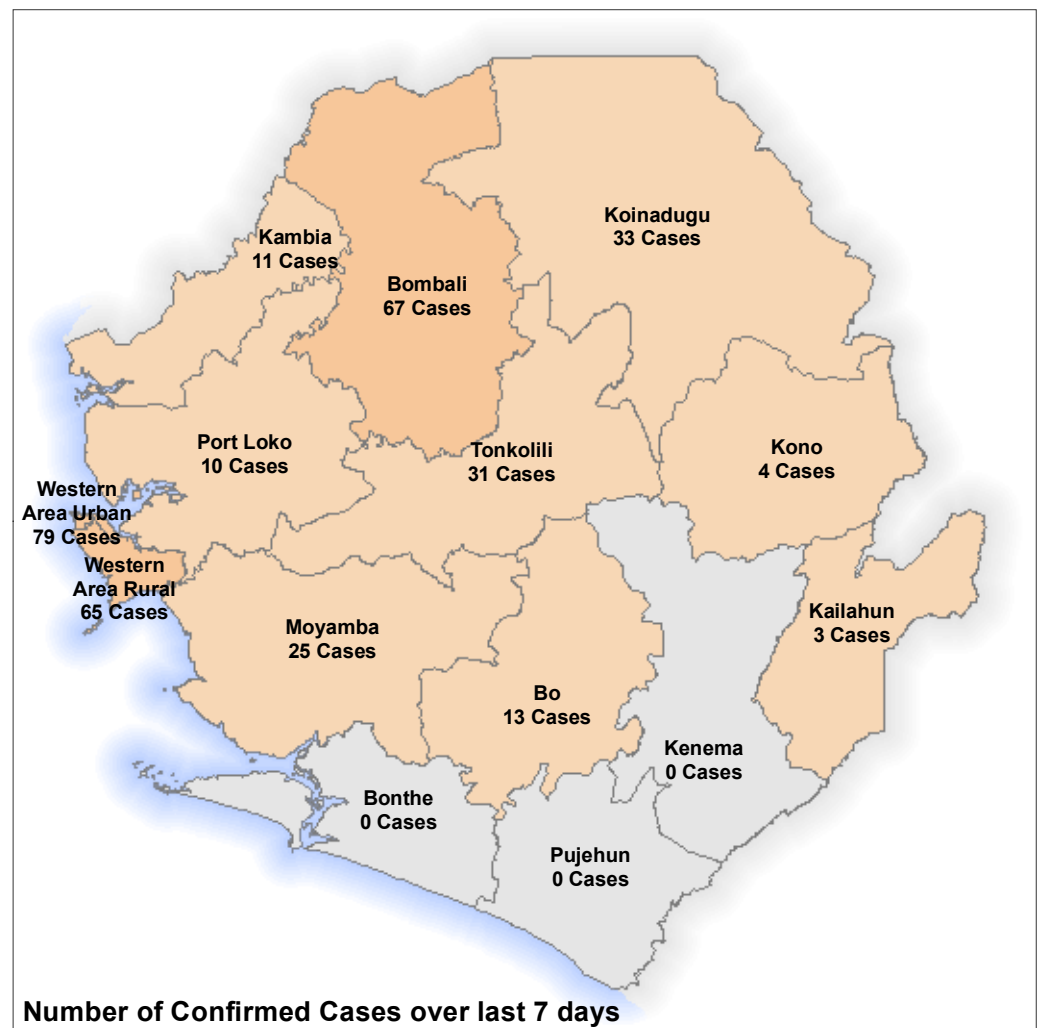 Koinadugu
33 Cases
Kambia
11 Cases
Bombali
67 Cases
Port Loko
10 Cases
Tonkolili
31 Cases
Kono
4 Cases
Western
Area Urban
79 Cases
Western
Area Rural
65 Cases
Kailahun
3 Cases
Moyamba
25 Cases
Bo
13 Cases
Kenema
0 Cases
Bonthe
0 Cases
Pujehun
0 Cases
Number of Confirmed Cases over last 7 days